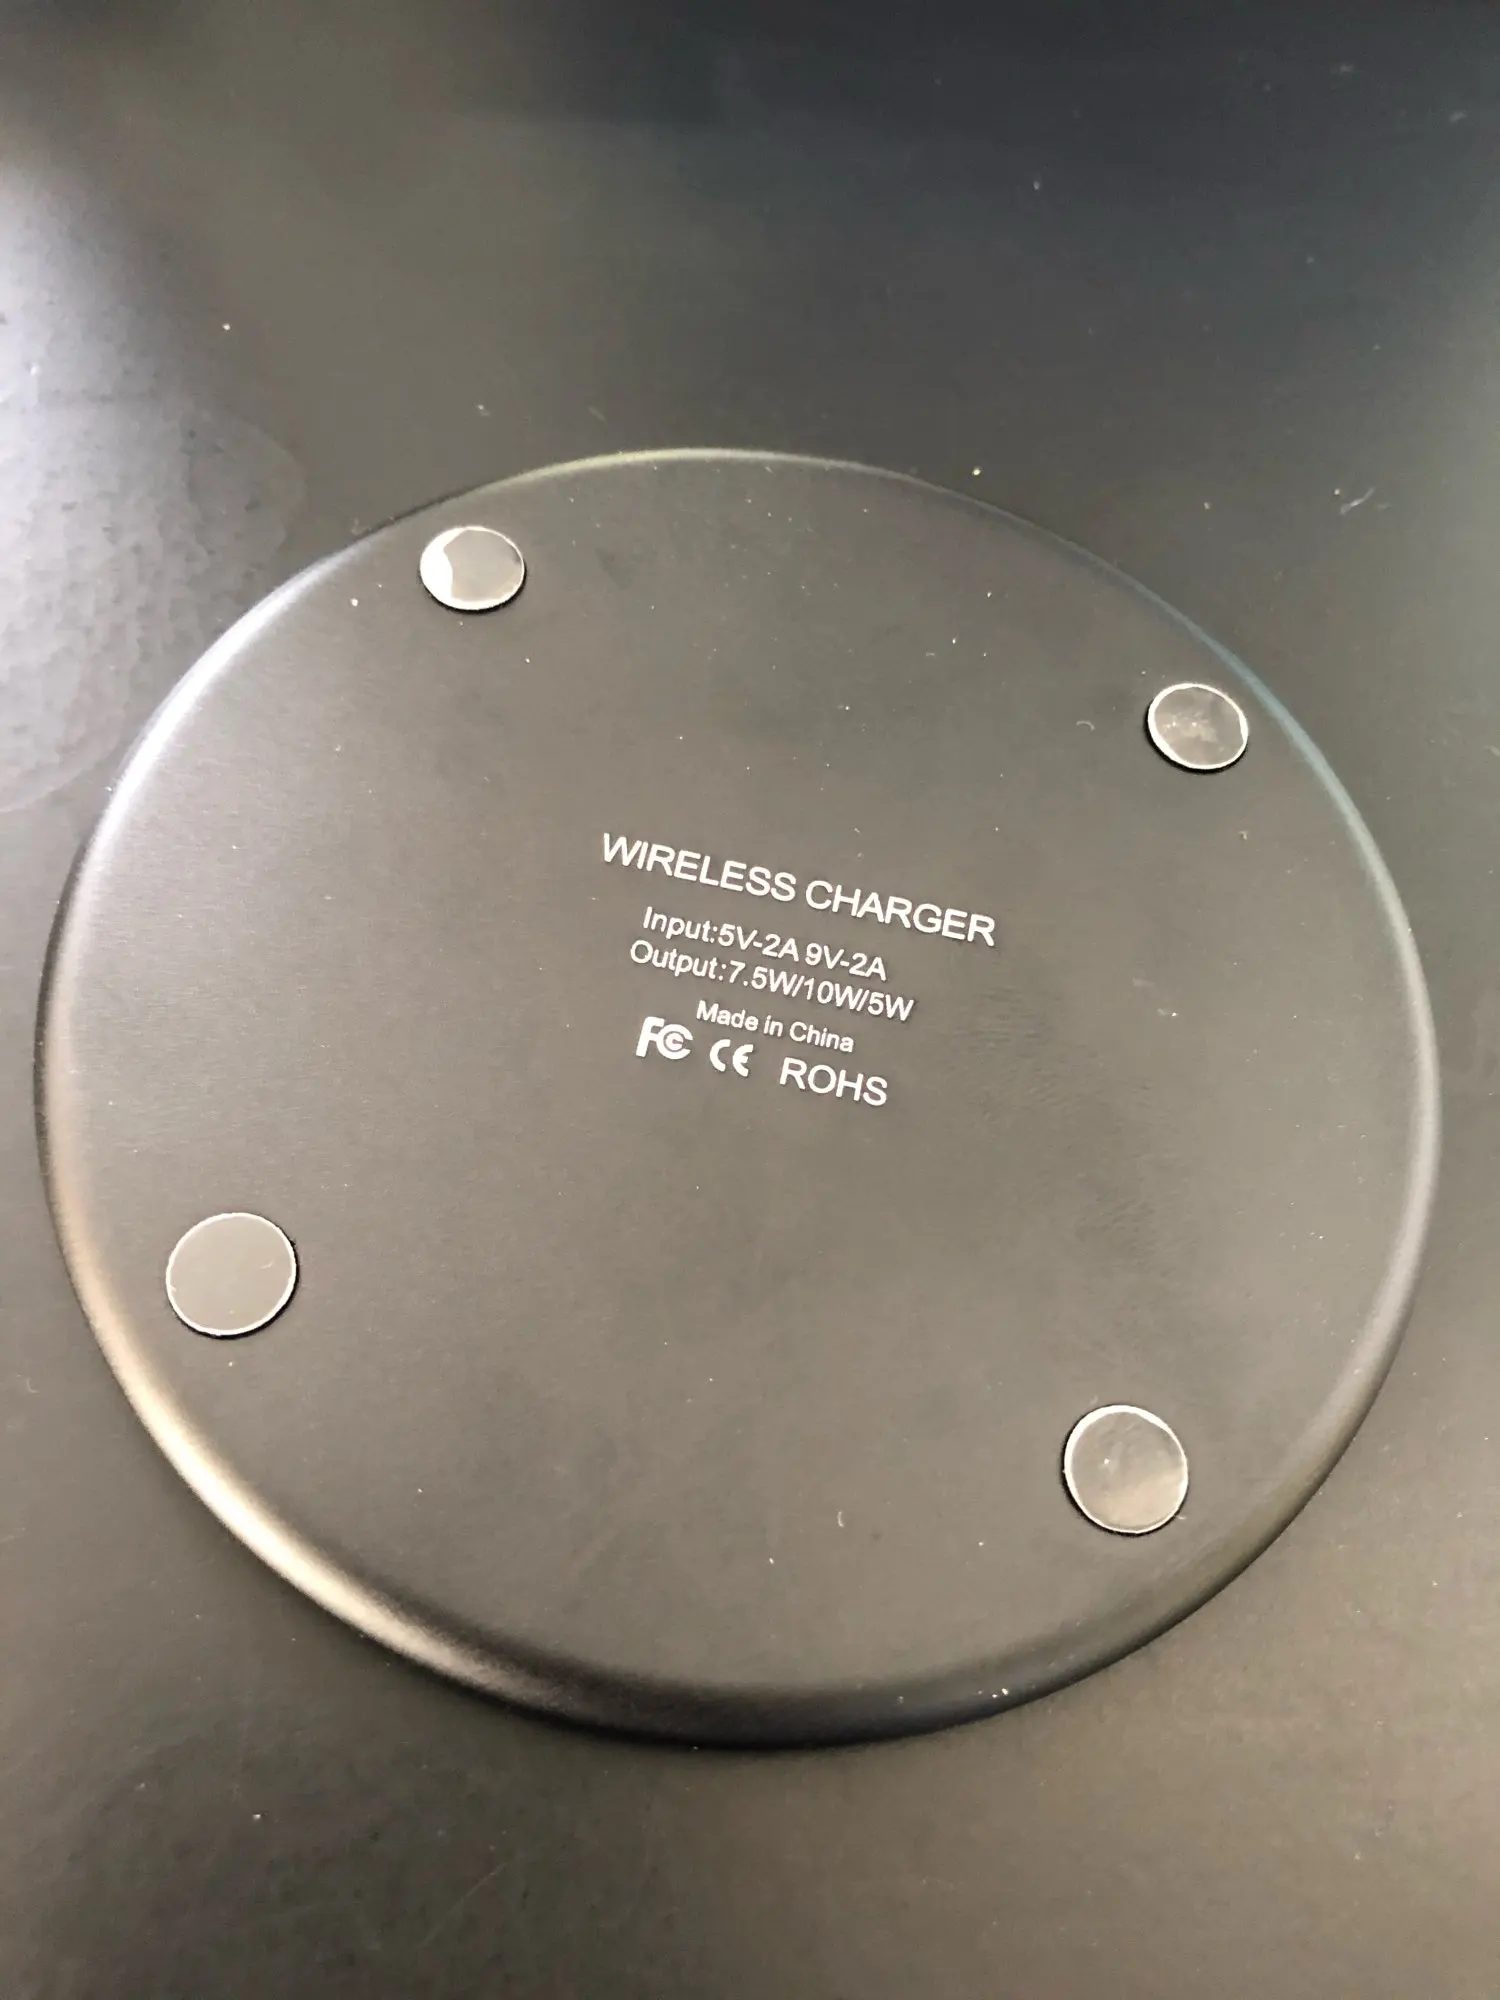 WIRELESS CHARGER
Input:5V-2A 9V-2A
Output:7.5W/10W/5W
Made in China
FC CE ROHS